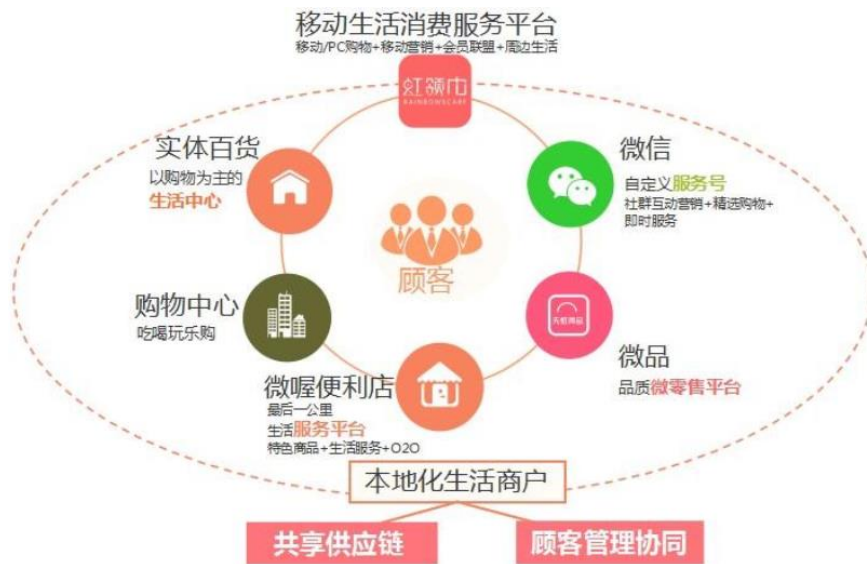 移动生活消费服务平台
移动/PC购物+移动营销+会员联盟+周边生活
虹领巾
RAINBOWSCARF
实体百货
以购物为主的
生活中心
微信
自定义服务号
社群互动营销+精选购物+
即时服务
顾客
购物中心
吃喝玩乐购
天虹微品
微品
品质微零售平台
微喔便利店
最后一公里
生活服务平台
特色商品+生活服务+O2O
本地化生活商户
共享供应链
顾客管理协同